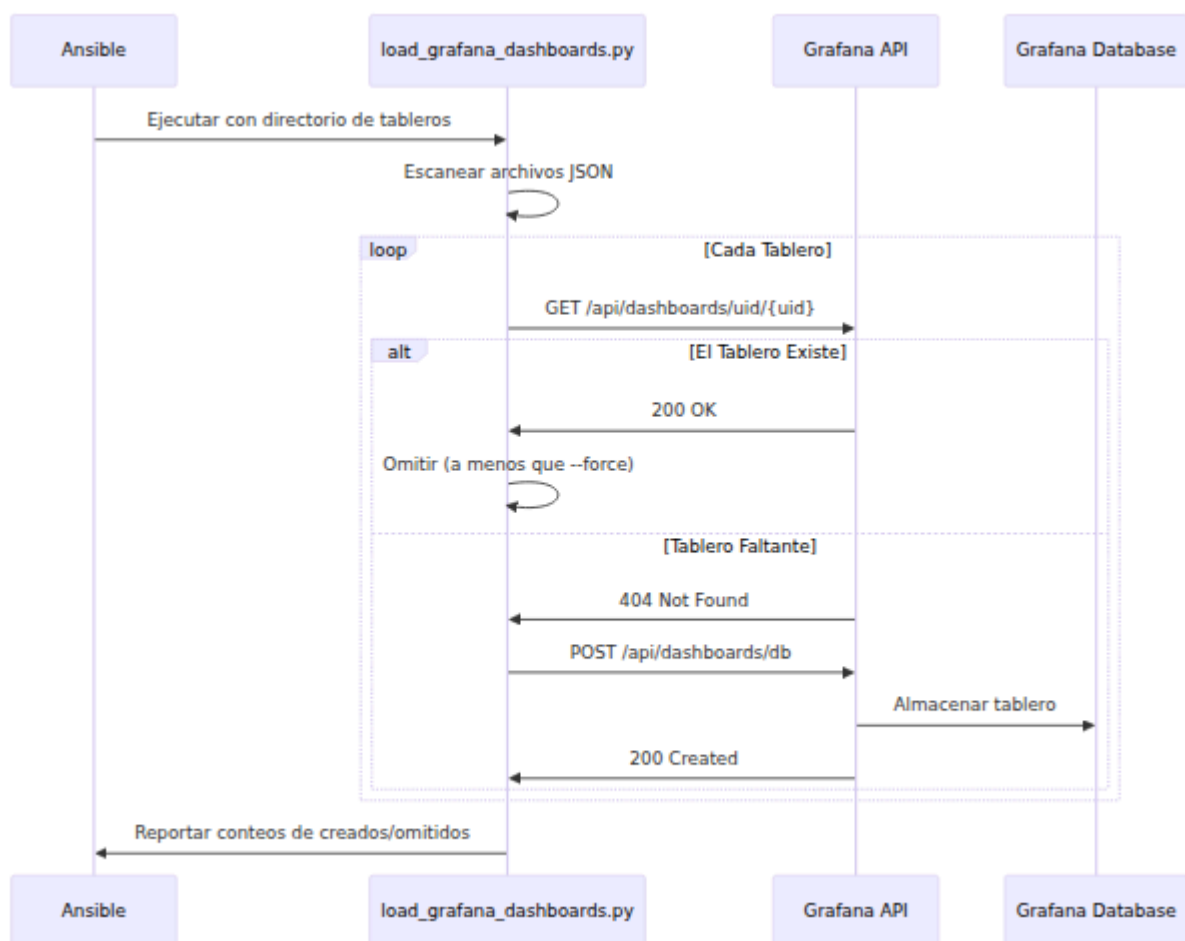 Ansible
load_grafana_dashboards.py
Grafana API
Grafana Database
Ejecutar con directorio de tableros
Escanear archivos JSON
loop
[Cada Tablero]
GET /api/dashboards/uid/{uid}
alt
[El Tablero Existe]
200 OK
Omitir (a menos que --force)
[Tablero Faltante]
404 Not Found
POST /api/dashboards/db
Almacenar tablero
200 Created
Reportar conteos de creados/omitidos
Ansible
load_grafana_dashboards.py
Grafana API
Grafana Database